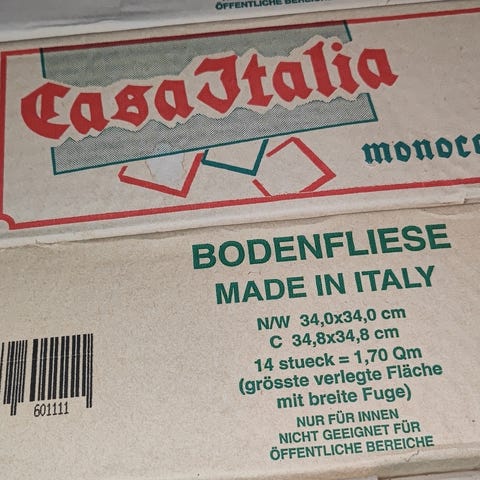 ÖFFENTLICHE BEREICHE
CasaItalia
BODENFLIESE
MADE IN ITALY
N/W 34,0x34,0 cm
C 34,8x34,8 cm
14 stueck = 1,70 Qm
(grösste verlegte Fläche
mit breite Fuge)
NUR FÜR INNEN
NICHT GEEIGNET FÜR
ÖFFENTLICHE BEREICHE
601111